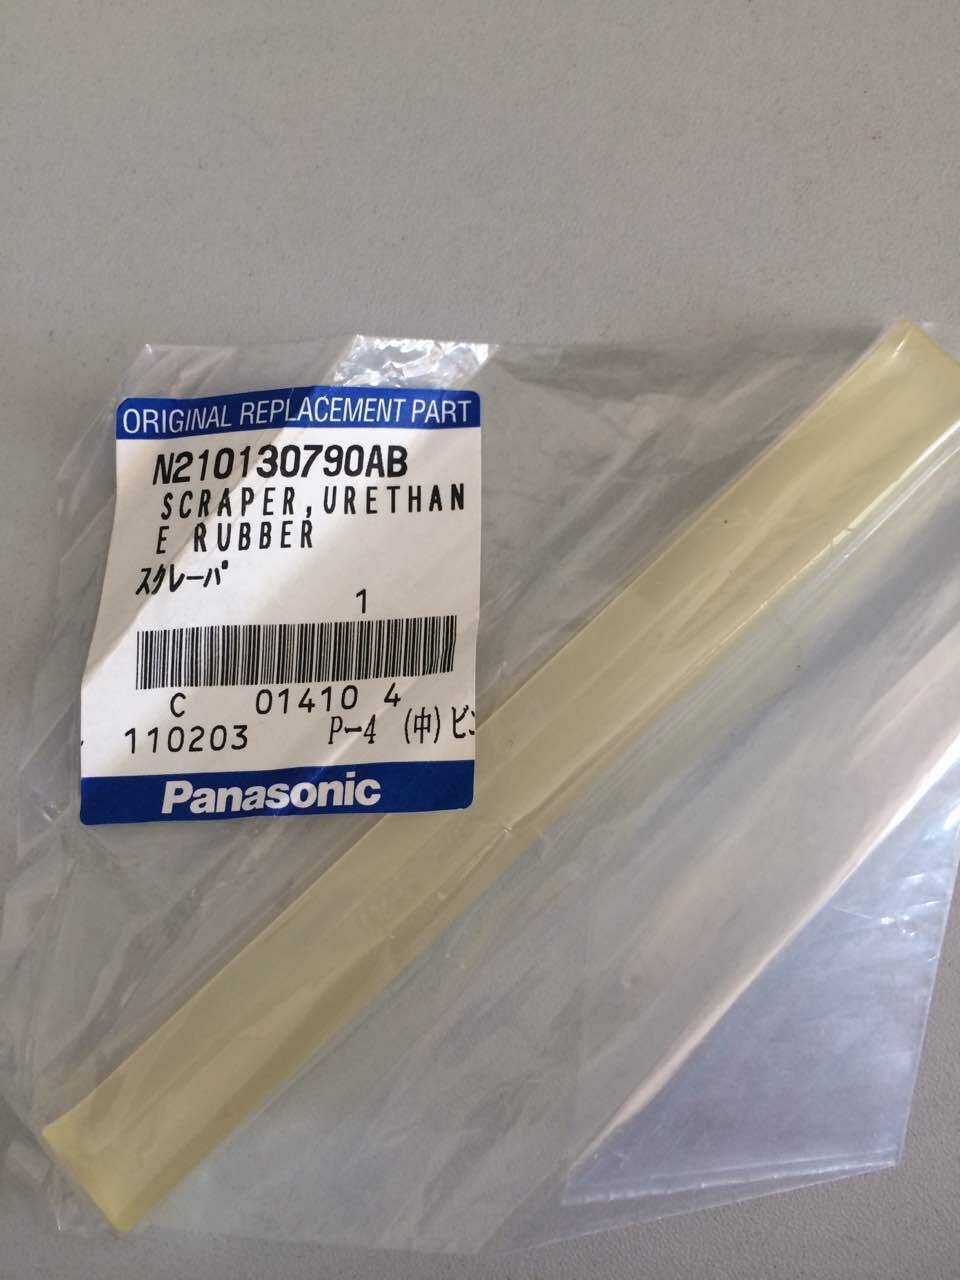 ORIGINAL REPLACEMENT PART
N210130790AB
SCRAPER,URETHAN
E RUBBER
スクレーパ
1
C 01410 4
110203 P-4 (中)ビ
Panasonic